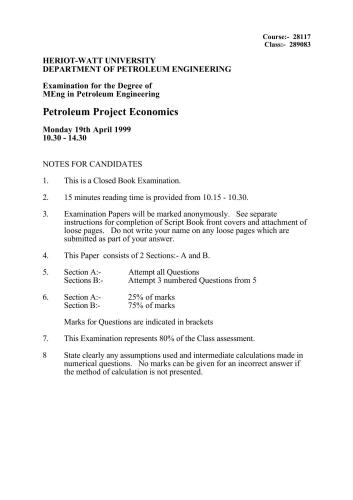 Course:- 28117
Class:- 289083
HERIOT-WATT UNIVERSITY
DEPARTMENT OF PETROLEUM ENGINEERING
Examination for the Degree of
MEng in Petroleum Engineering
Petroleum Project Economics
Monday 19th April 1999
10.30 - 14.30
NOTES FOR CANDIDATES
1. This is a Closed Book Examination.
2. 15 minutes reading time is provided from 10.15 - 10.30.
3. Examination Papers will be marked anonymously. See separate
instructions for completion of Script Book front covers and attachment of
loose pages. Do not write your name on any loose pages which are
submitted as part of your answer.
4. This Paper consists of 2 Sections:- A and B.
5. Section A:- Attempt all Questions
Sections B:- Attempt 3 numbered Questions from 5
6. Section A:- 25% of marks
Section B:- 75% of marks
Marks for Questions are indicated in brackets
7. This Examination represents 80% of the Class assessment.
8 State clearly any assumptions used and intermediate calculations made in
numerical questions. No marks can be given for an incorrect answer if
the method of calculation is not presented.